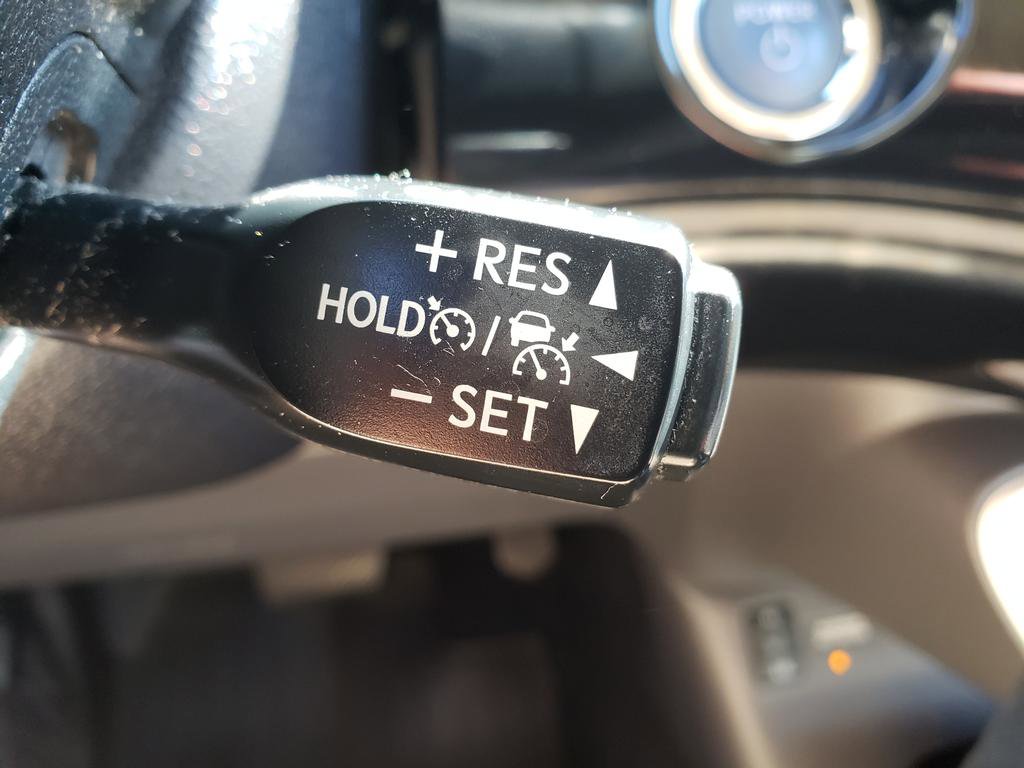 POWER
+ RES
HOLD /
- SET